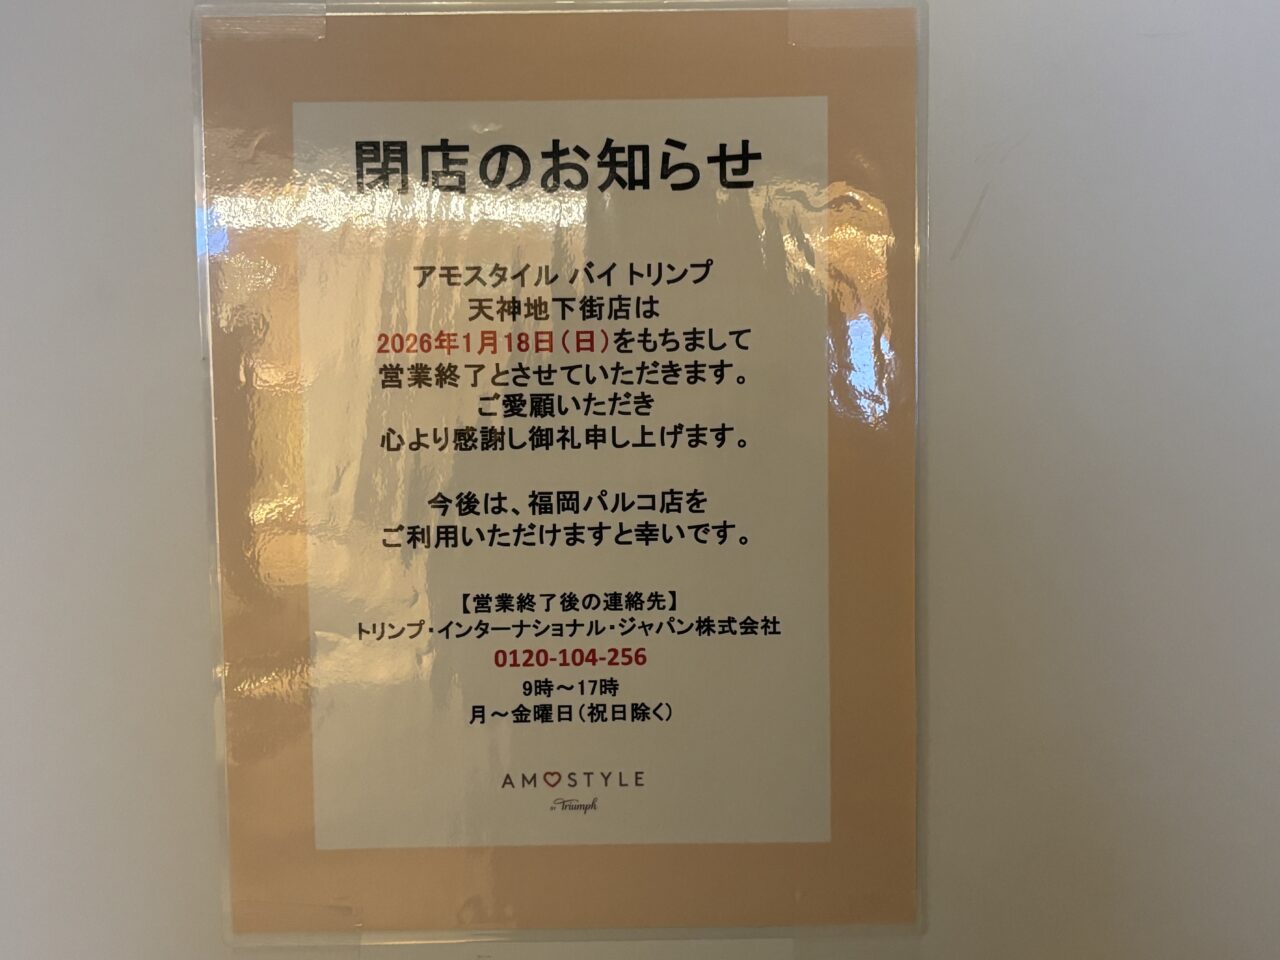 閉店のお知らせ
アモスタイル バイ トリンプ
天神地下街店は
2026年1月18日（日）をもちまして
営業終了とさせていただきます。
ご愛顧いただき
心より感謝し御礼申し上げます。
今後は、福岡パルコ店を
ご利用いただけますと幸いです。
【営業終了後の連絡先】
トリンプ・インターナショナル・ジャパン株式会社
0120-104-256
9時～17時
月～金曜日（祝日除く）
AMOSTYLE
BY Triumph